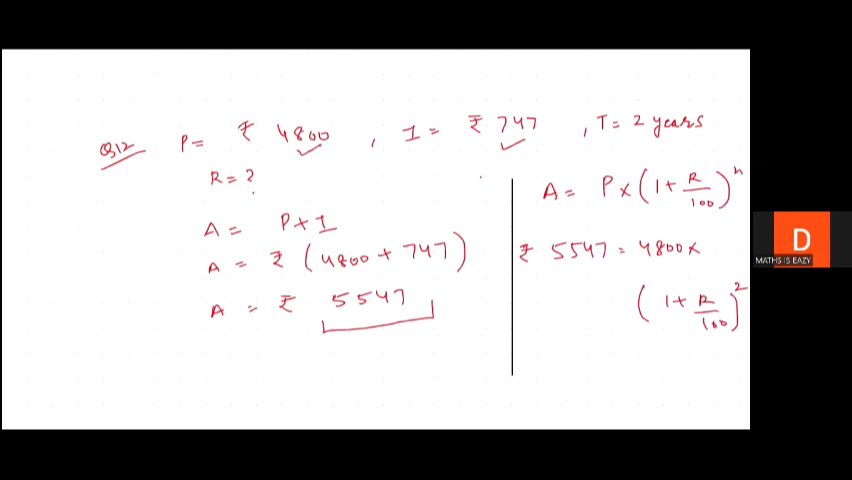 Q12 P= ₹ 4800 , I = ₹ 747 , T= 2 years
R=?
A = P+I
A = ₹ (4800 + 747)
A = ₹ 5547
A = P×(1+R/100)^n
₹ 5547 = 4800×
(1+R/100)^2
D
MATHS IS EAZY